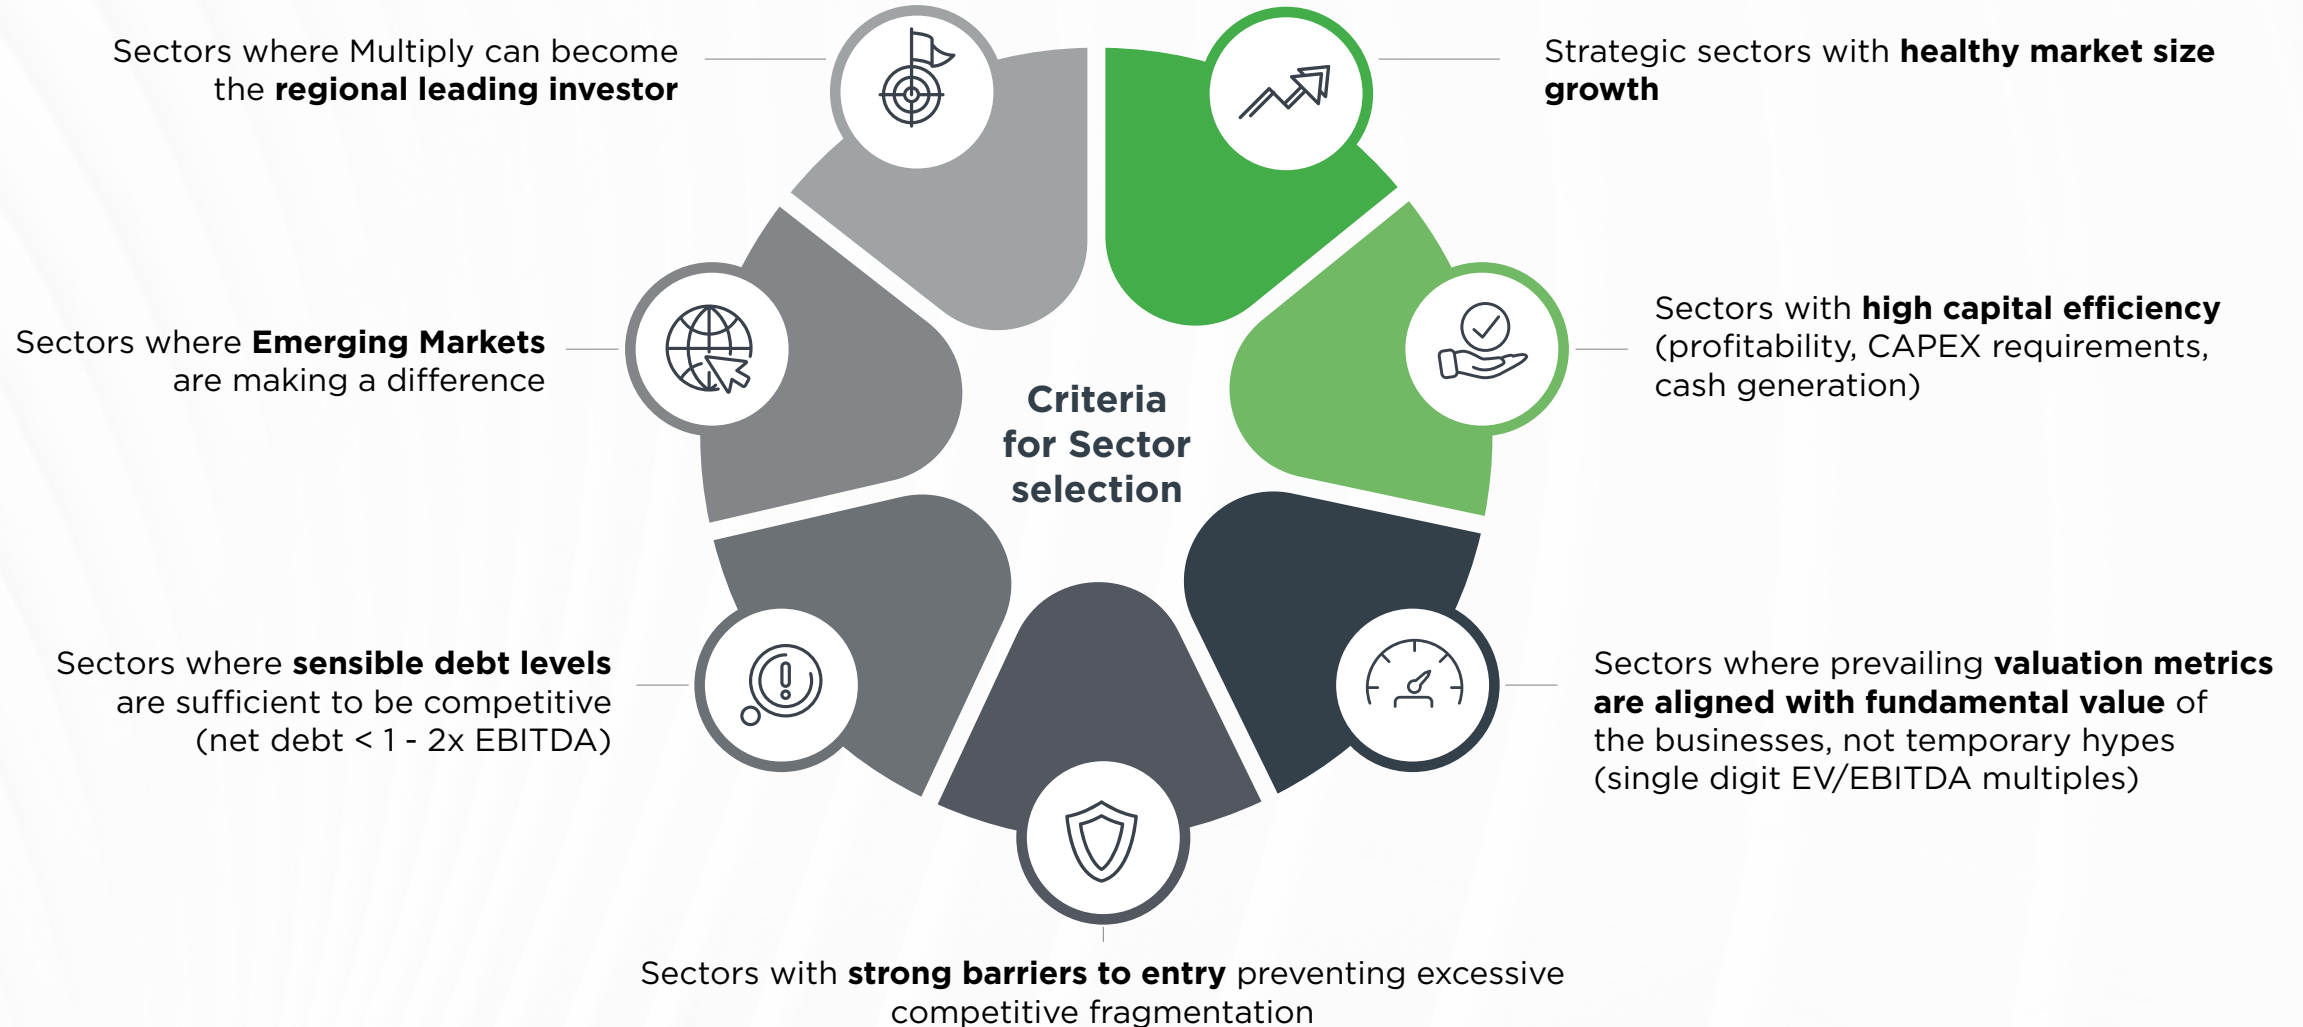 Sectors where Multiply can become
the regional leading investor
Strategic sectors with healthy market size
growth
Sectors where Emerging Markets
are making a difference
Sectors with high capital efficiency
(profitability, CAPEX requirements,
cash generation)
Criteria
for Sector
selection
Sectors where sensible debt levels
are sufficient to be competitive
(net debt < 1 - 2x EBITDA)
Sectors where prevailing valuation metrics
are aligned with fundamental value of
the businesses, not temporary hypes
(single digit EV/EBITDA multiples)
Sectors with strong barriers to entry preventing excessive
competitive fragmentation